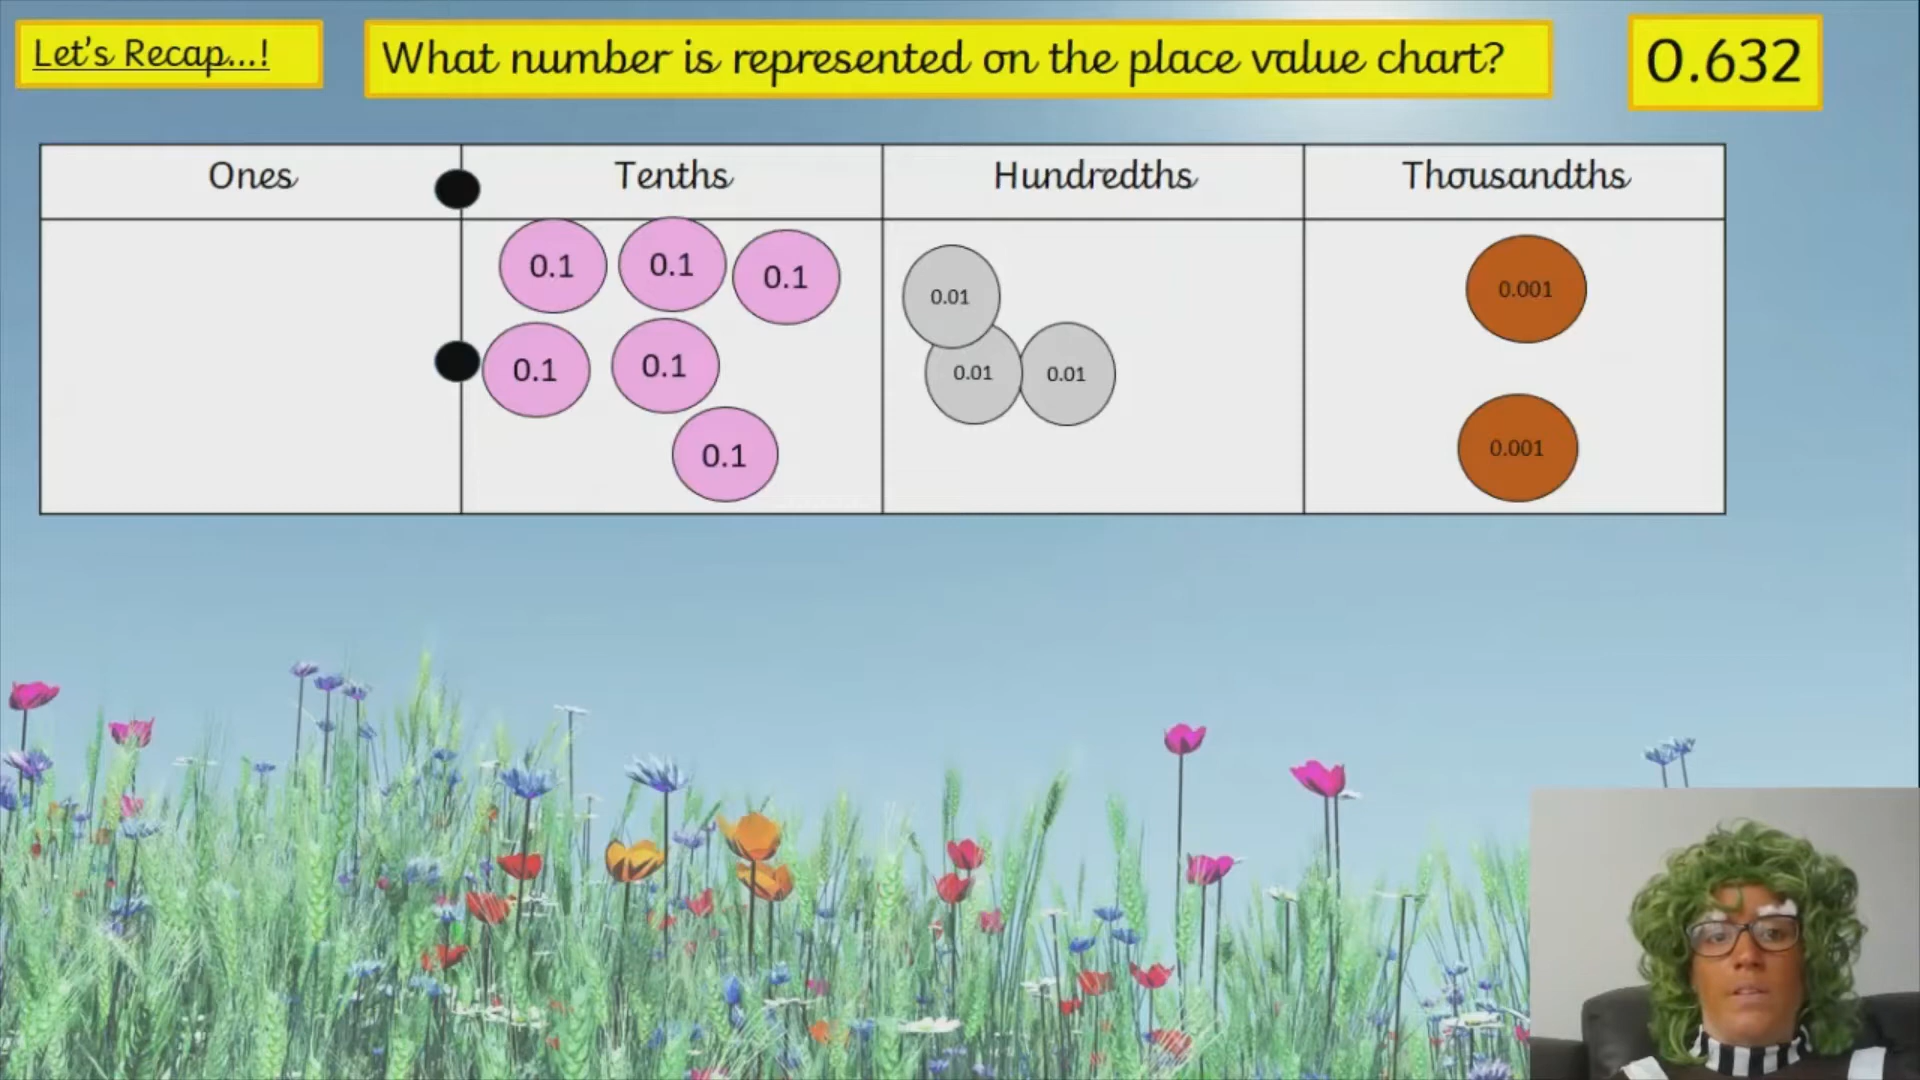 Let's Recap...!
What number is represented on the place value chart?
0.632
Ones Tenths Hundredths Thousandths
0.1 0.1 0.1 0.01 0.001
0.1 0.1 0.01 0.01
0.1 0.001